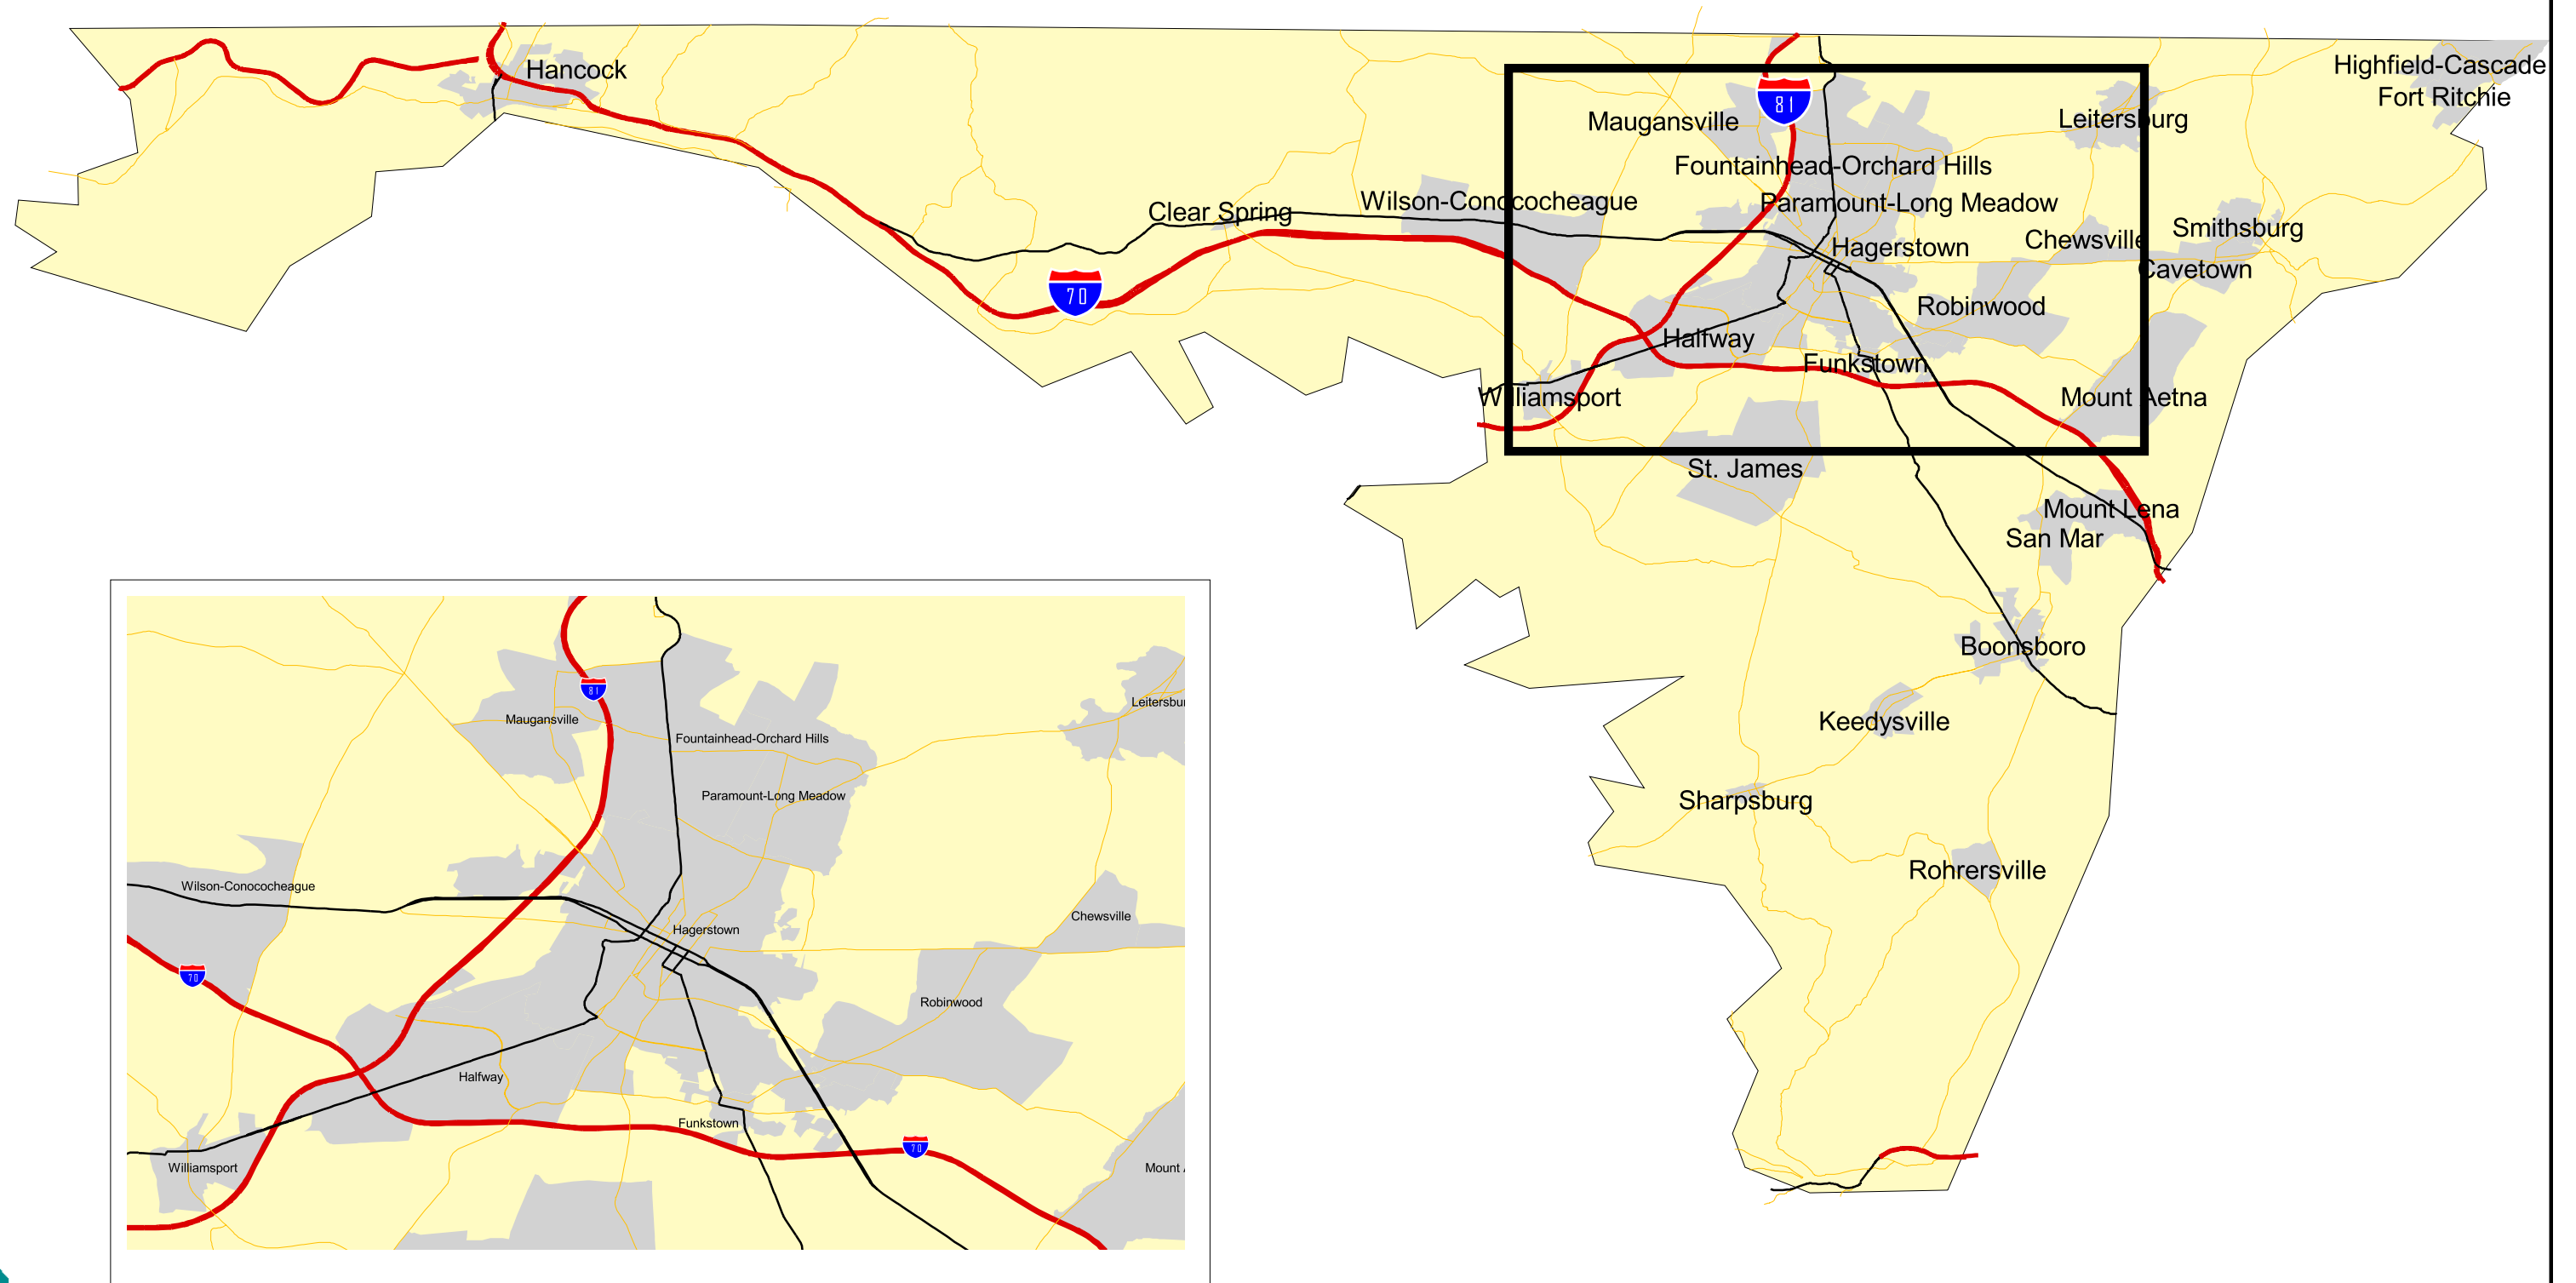 Hancock
Highfield-Cascade
Fort Ritchie
81
Maugansville
Leitersburg
Fountainhead-Orchard Hills
Wilson-Conococheague
Paramount-Long Meadow
Clear Spring
Smithsburg
Chewsville
Hagerstown
Cavetown
70
Robinwood
Halfway
Funkstown
Williamsport
Mount Aetna
St. James
Mount Lena
San Mar
Boonsboro
Keedysville
Sharpsburg
Rohrersville
81
Leitersbur
Maugansville
Fountainhead-Orchard Hills
Paramount-Long Meadow
Wilson-Conococheague
Chewsville
Hagerstown
70
Robinwood
Halfway
Funkstown
70
Williamsport
Mount